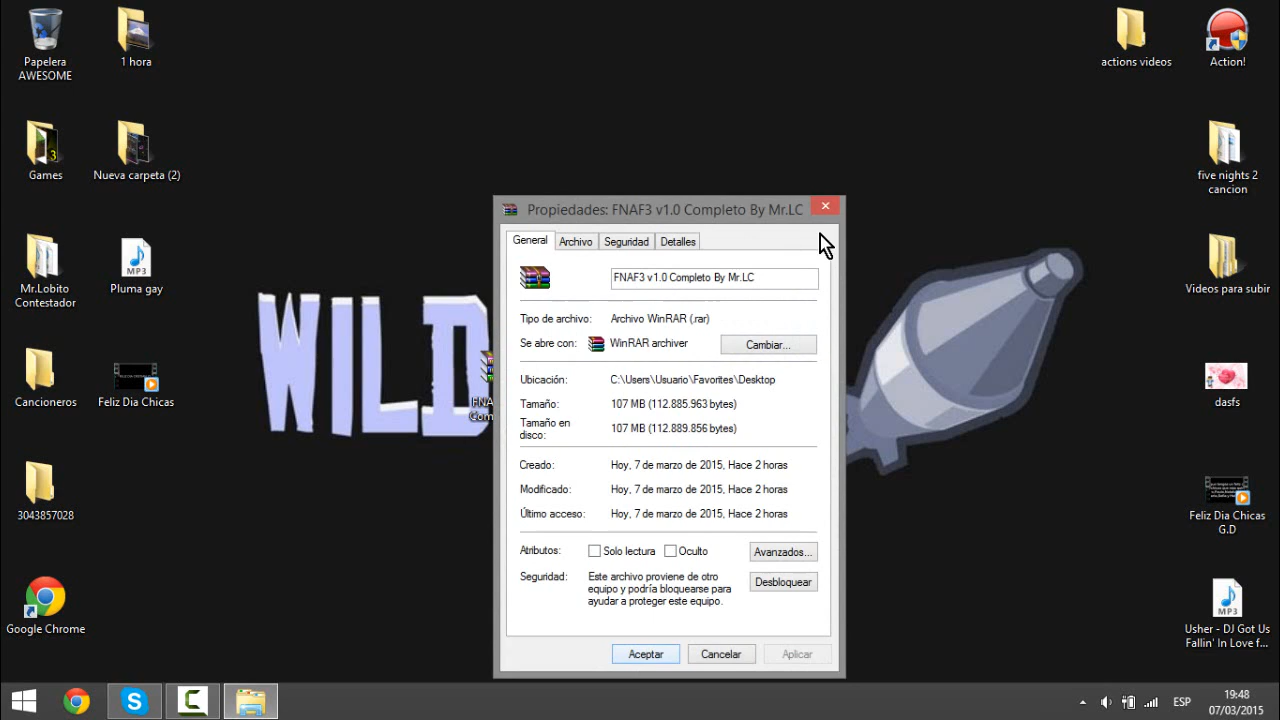 Papelera
AWESOME
1 hora
actions videos
Action!
Games
3
Nueva carpeta (2)
five nights 2
cancion
Mr.Lobito
Contestador
MP3
Pluma gay
Videos para subir
Cancioneros
Feliz Dia Chicas
dasfs
3043857028
Feliz Dia Chicas
G.D
Google Chrome
MP3
Usher - DJ Got Us
Fallin' In Love f...
WILD
FNA
Com
Propiedades: FNAF3 v1.0 Completo By Mr.LC
General Archivo Seguridad Detalles
FNAF3 v1.0 Completo By Mr.LC
Tipo de archivo: Archivo WinRAR (.rar)
Se abre con: WinRAR archiver Cambiar...
Ubicación: C:\Users\Usuario\Favorites\Desktop
Tamaño: 107 MB (112.885.963 bytes)
Tamaño en
disco: 107 MB (112.889.856 bytes)
Creado: Hoy, 7 de marzo de 2015, Hace 2 horas
Modificado: Hoy, 7 de marzo de 2015, Hace 2 horas
Último acceso: Hoy, 7 de marzo de 2015, Hace 2 horas
Atributos: Solo lectura Oculto Avanzados...
Seguridad: Este archivo proviene de otro
equipo y podría bloquearse para
ayudar a proteger este equipo.
Desbloquear
Aceptar Cancelar Aplicar
ESP
19:48
07/03/2015